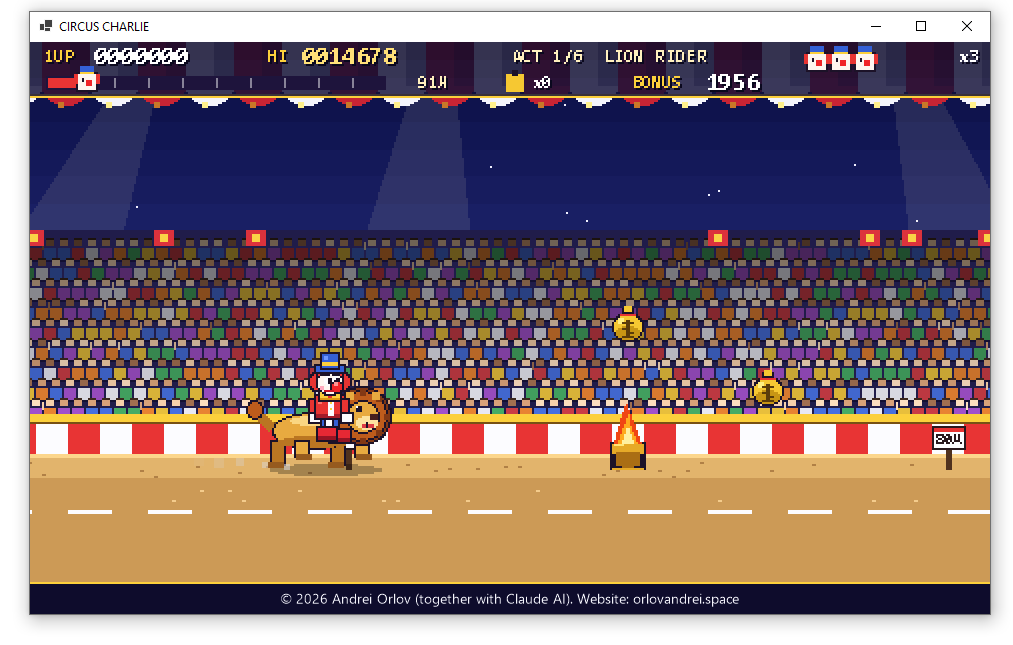 CIRCUS CHARLIE
1UP 0000000 HI 0014678 ACT 1/6 LION RIDER x3
91M x0 BONUS 1956
30M
© 2026 Andrei Orlov (together with Claude AI). Website: orlovandrei.space